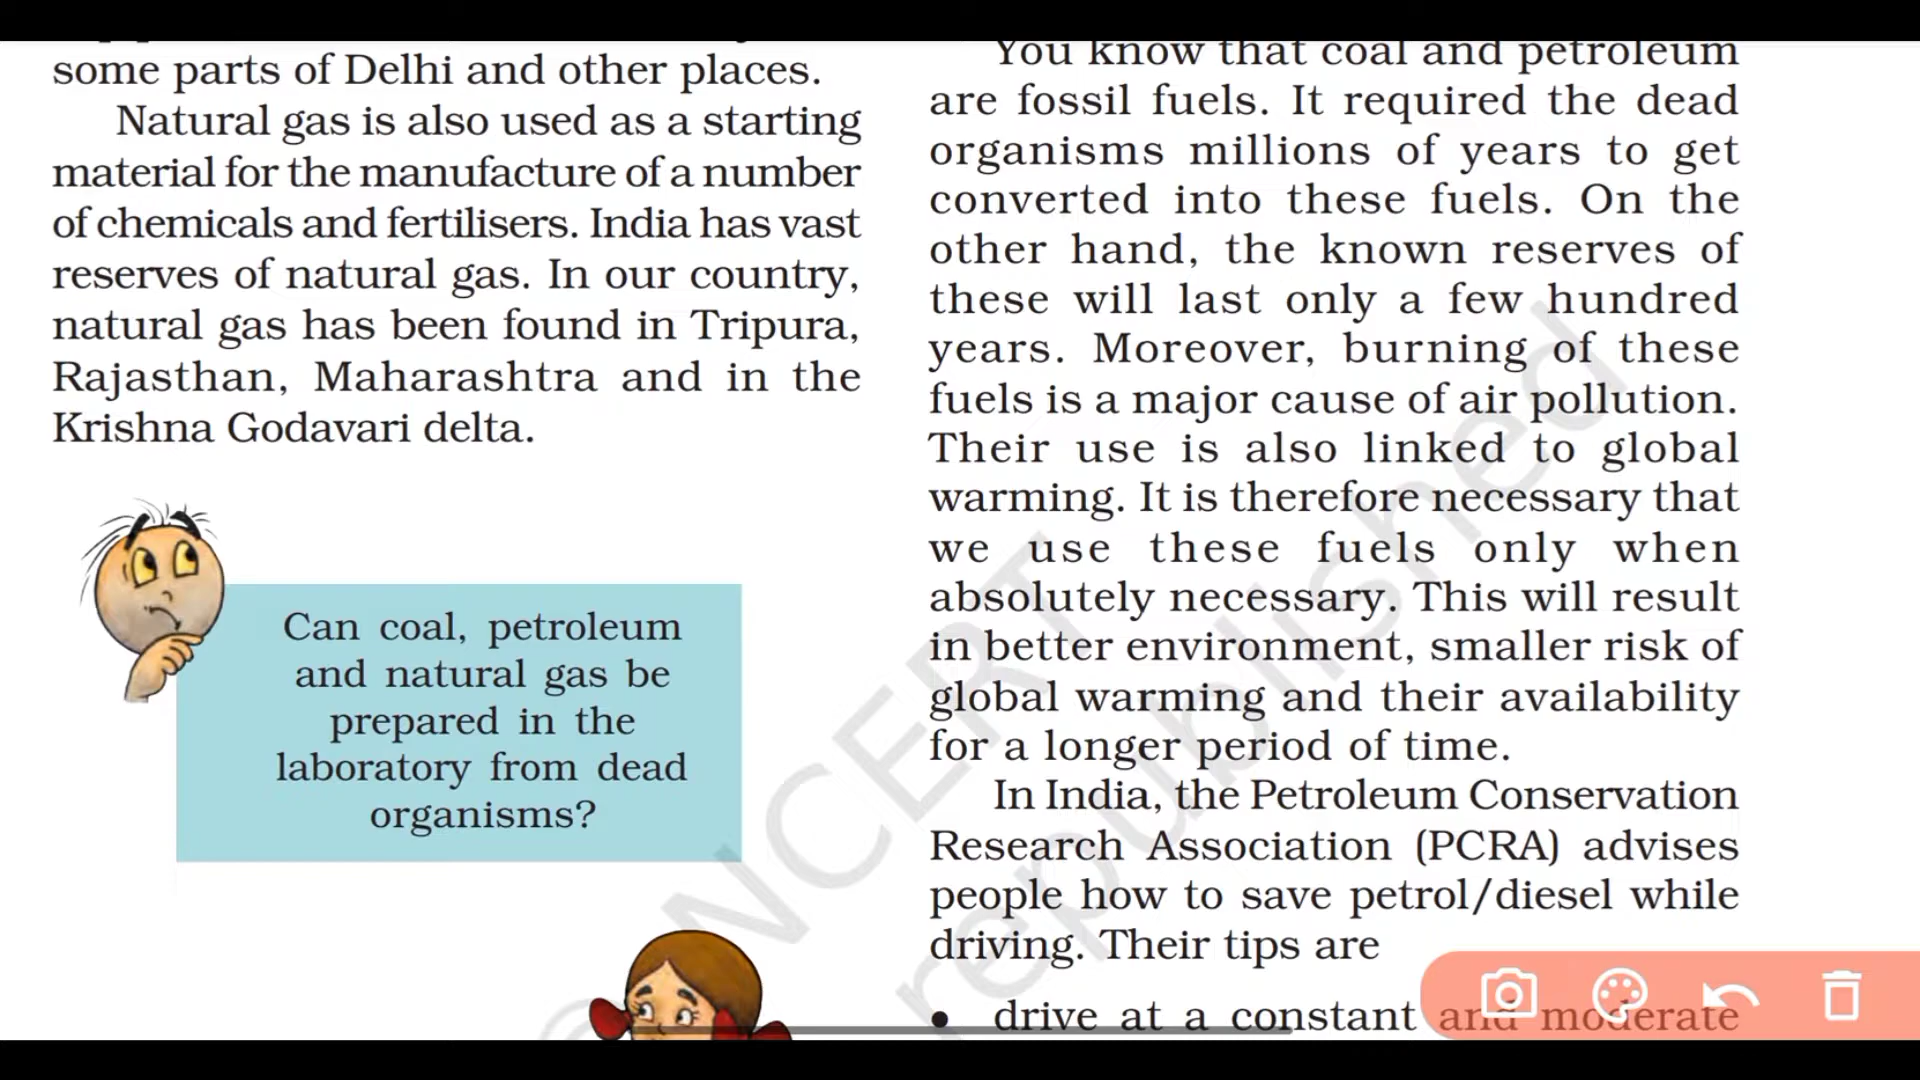 some parts of Delhi and other places.
Natural gas is also used as a starting
material for the manufacture of a number
of chemicals and fertilisers. India has vast
reserves of natural gas. In our country,
natural gas has been found in Tripura,
Rajasthan, Maharashtra and in the
Krishna Godavari delta.
Can coal, petroleum
and natural gas be
prepared in the
laboratory from dead
organisms?
You know that coal and petroleum
are fossil fuels. It required the dead
organisms millions of years to get
converted into these fuels. On the
other hand, the known reserves of
these will last only a few hundred
years. Moreover, burning of these
fuels is a major cause of air pollution.
Their use is also linked to global
warming. It is therefore necessary that
we use these fuels only when
absolutely necessary. This will result
in better environment, smaller risk of
global warming and their availability
for a longer period of time.
In India, the Petroleum Conservation
Research Association (PCRA) advises
people how to save petrol/diesel while
driving. Their tips are
• drive at a constant and moderate
NCERT
republished